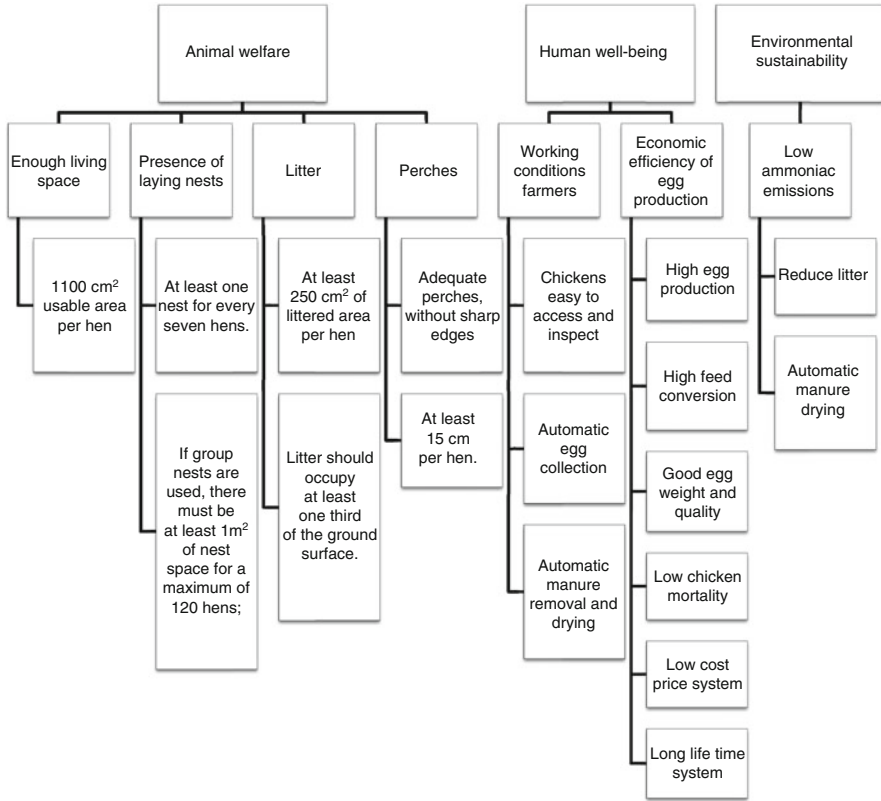 Animal welfare
Human well-being
Environmental
sustainability
Enough living
space
Presence of
laying nests
Litter
Perches
Working
conditions
farmers
Economic
efficiency of
egg
production
Low
ammoniac
emissions
1100 cm²
usable area
per hen
At least one
nest for every
seven hens.
If group
nests are
used, there
must be
at least 1m²
of nest
space for a
maximum of
120 hens;
At least
250 cm² of
littered area
per hen
Litter should
occupy
at least
one third
of the ground
surface.
Adequate
perches,
without sharp
edges
At least
15 cm
per hen.
Chickens
easy to
access and
inspect
Automatic
egg
collection
Automatic
manure
removal and
drying
High egg
production
High feed
conversion
Good egg
weight and
quality
Low chicken
mortality
Low cost
price system
Long life time
system
Reduce litter
Automatic
manure
drying